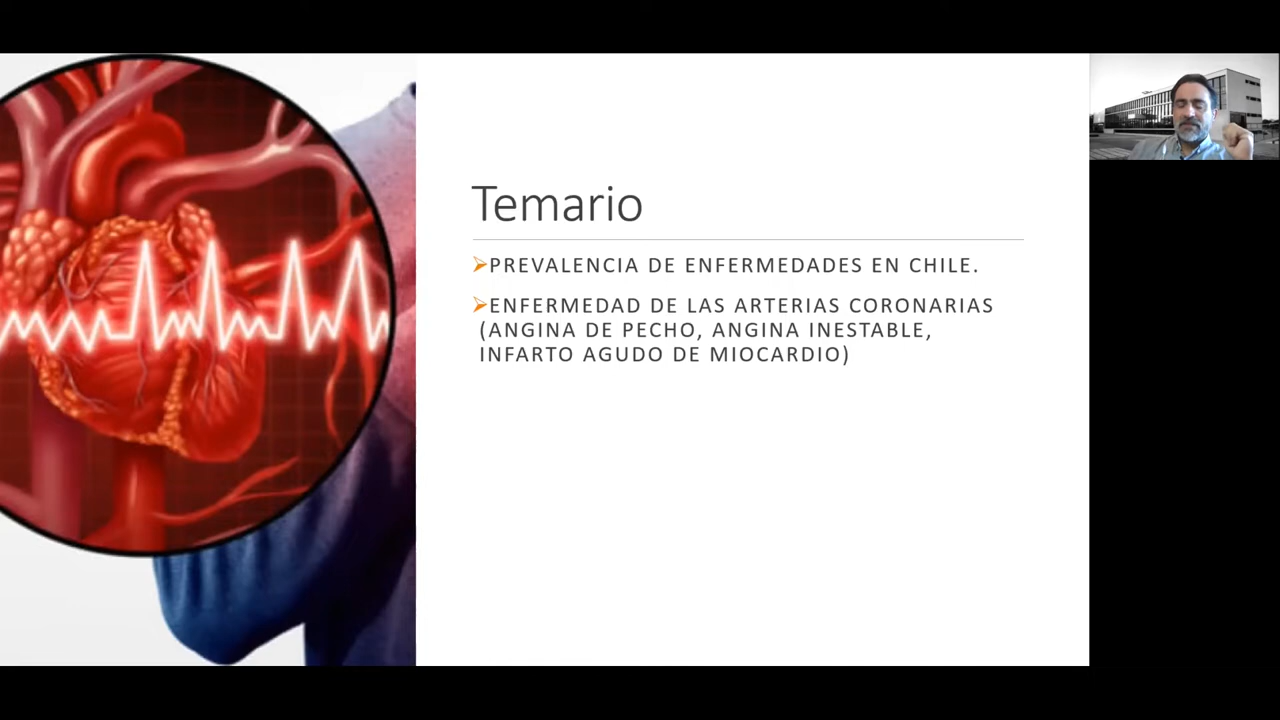 Temario
PREVALENCIA DE ENFERMEDADES EN CHILE.
ENFERMEDAD DE LAS ARTERIAS CORONARIAS
(ANGINA DE PECHO, ANGINA INESTABLE,
INFARTO AGUDO DE MIOCARDIO)